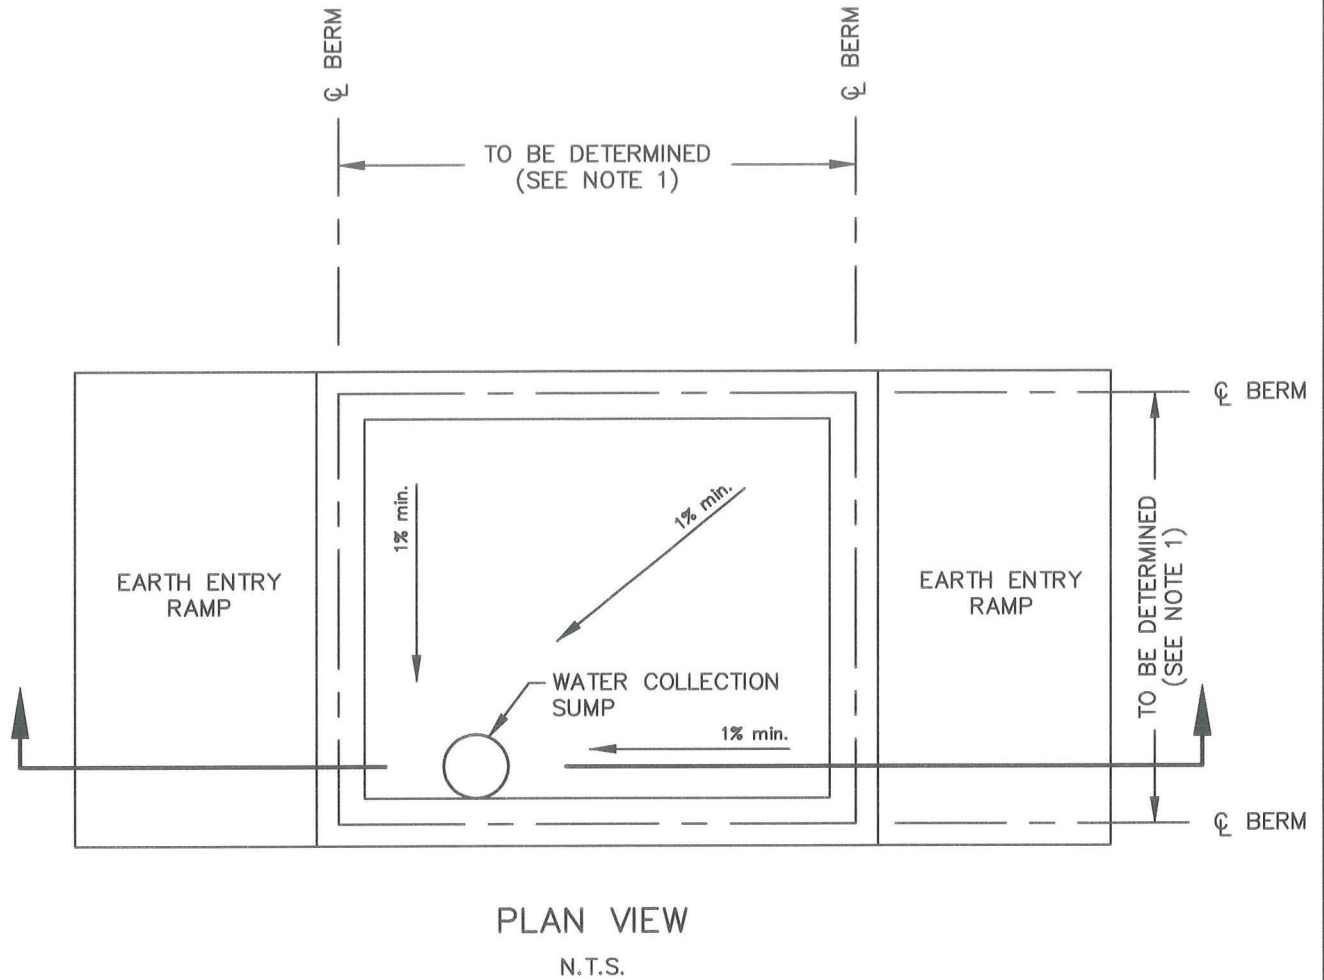 ℄ BERM
℄ BERM
TO BE DETERMINED
(SEE NOTE 1)
℄ BERM
1% min.
1% min.
EARTH ENTRY
RAMP
EARTH ENTRY
RAMP
TO BE DETERMINED
(SEE NOTE 1)
WATER COLLECTION
SUMP
1% min.
℄ BERM
PLAN VIEW
N.T.S.